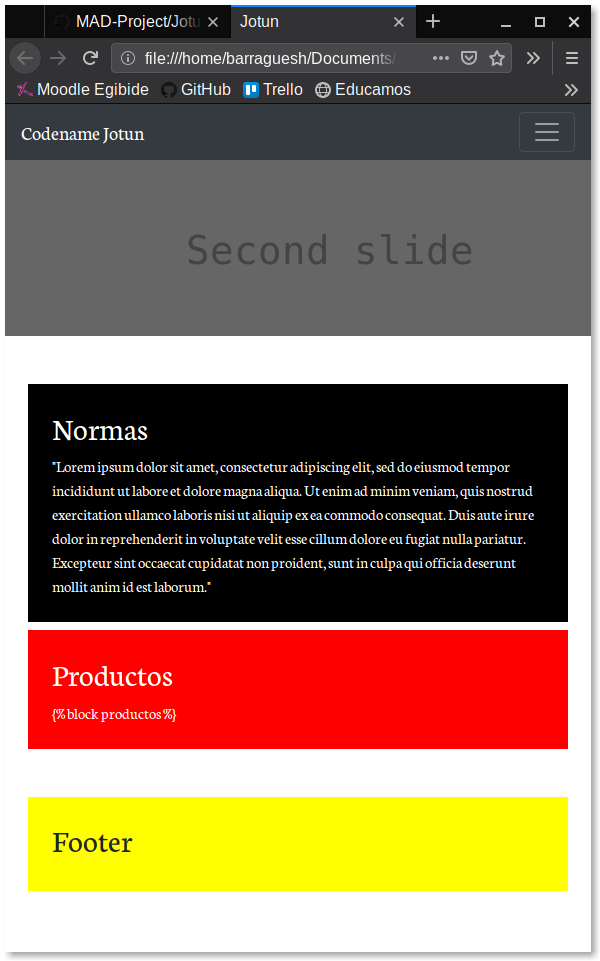 MAD-Project/Jotu
Jotun
file:///home/barraguesh/Documents/
Moodle Egibide
GitHub
Trello
Educamos
Codename Jotun
Second slide
Normas
"Lorem ipsum dolor sit amet, consectetur adipiscing elit, sed do eiusmod tempor
incididunt ut labore et dolore magna aliqua. Ut enim ad minim veniam, quis nostrud
exercitation ullamco laboris nisi ut aliquip ex ea commodo consequat. Duis aute irure
dolor in reprehenderit in voluptate velit esse cillum dolore eu fugiat nulla pariatur.
Excepteur sint occaecat cupidatat non proident, sunt in culpa qui officia deserunt
mollit anim id est laborum."
Productos
{% block productos %}
Footer